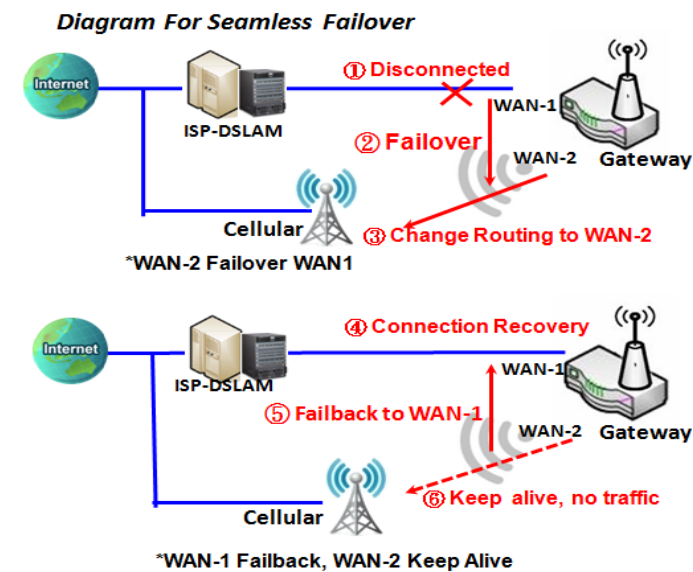 Diagram For Seamless Failover
① Disconnected
Internet
WAN-1
ISP-DSLAM
② Failover
WAN-2
Gateway
Cellular
③ Change Routing to WAN-2
*WAN-2 Failover WAN1
④ Connection Recovery
Internet
WAN-1
ISP-DSLAM
⑤ Failback to WAN-1
WAN-2
Gateway
⑥ Keep alive, no traffic
Cellular
*WAN-1 Failback, WAN-2 Keep Alive